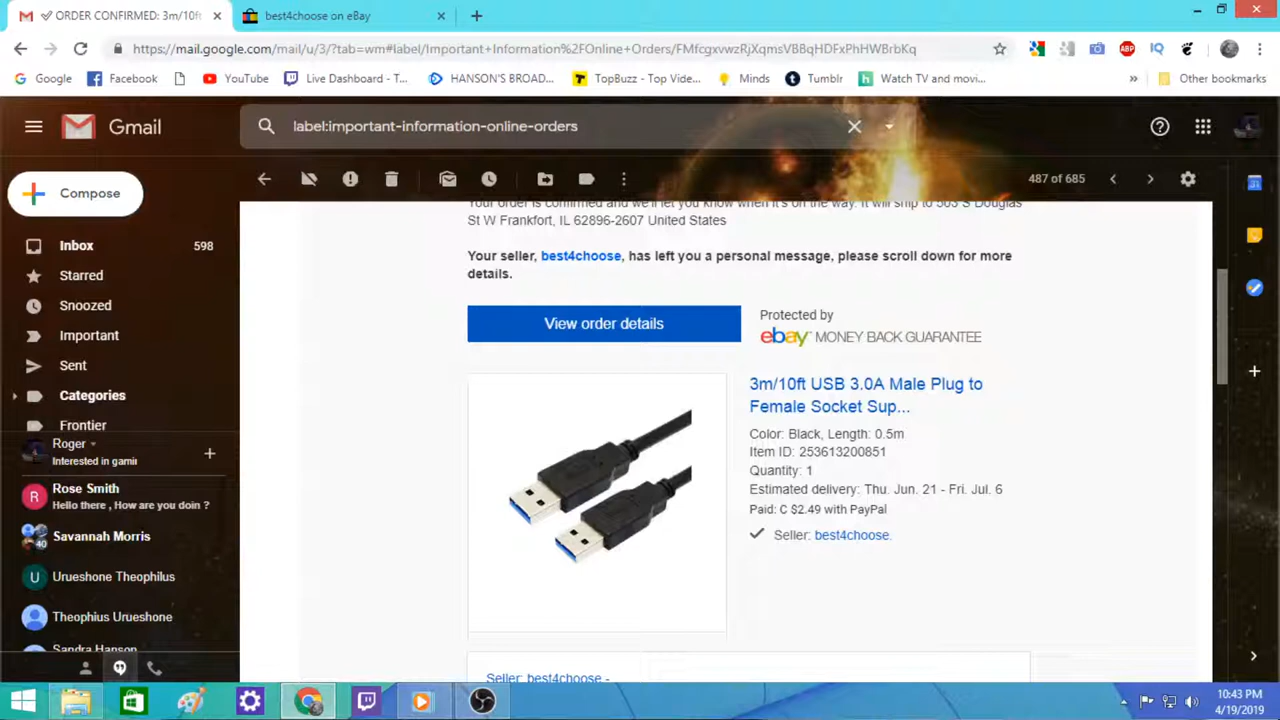 ORDER CONFIRMED: 3m/10ft
best4choose on eBay
https://mail.google.com/mail/u/3/?tab=wm#label/Important+Information%2FOnline+Orders/FMfcgxvwzRjXqmsVBBqHDFxPhHWBrbKq
Google
Facebook
YouTube
Live Dashboard - T...
HANSON'S BROAD...
TopBuzz - Top Vide...
Minds
Tumblr
Watch TV and movi...
»
Other bookmarks
Gmail
label:important-information-online-orders
Compose
487 of 685
Inbox 598
Starred
Snoozed
Important
Sent
Categories
Frontier
Roger
Interested in gamin
Rose Smith
Hello there , How are you doin ?
Savannah Morris
Urueshone Theophilus
Theophius Urueshone
Sandra Hanson
Your order is confirmed and we'll let you know when it's on the way. It will ship to 503 S Douglas
St W Frankfort, IL 62896-2607 United States
Your seller, best4choose, has left you a personal message, please scroll down for more
details.
View order details
Protected by
ebay MONEY BACK GUARANTEE
3m/10ft USB 3.0A Male Plug to
Female Socket Sup...
Color: Black, Length: 0.5m
Item ID: 253613200851
Quantity: 1
Estimated delivery: Thu. Jun. 21 - Fri. Jul. 6
Paid: C $2.49 with PayPal
Seller: best4choose.
Seller: best4choose -
10:43 PM
4/19/2019